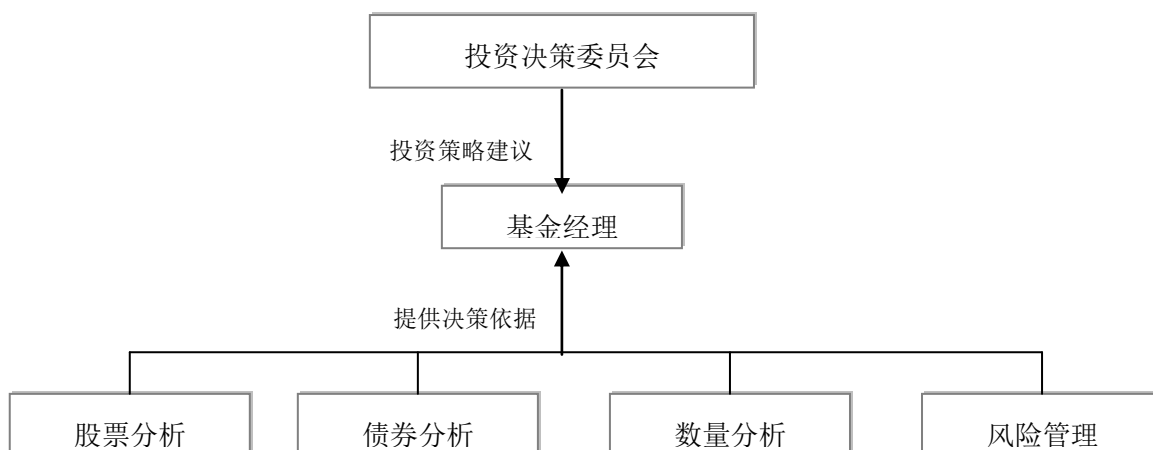 投资决策委员会
投资策略建议
基金经理
提供决策依据
股票分析
债券分析
数量分析
风险管理